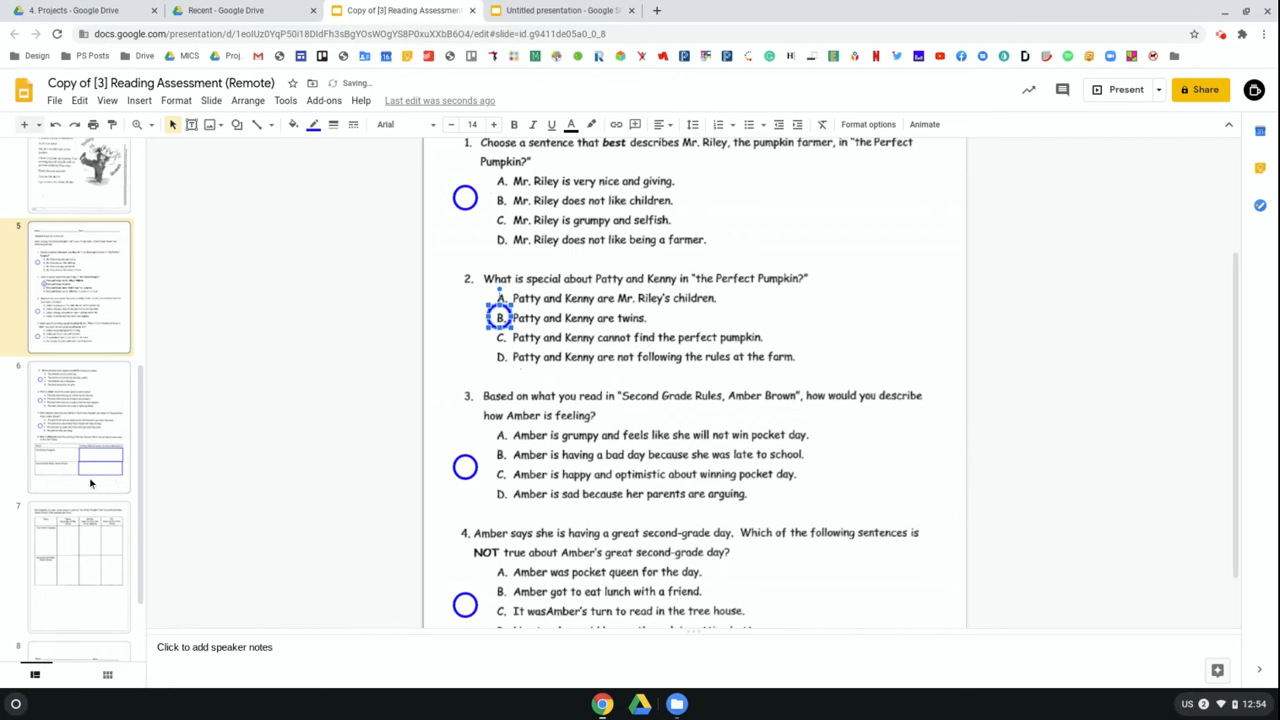 4. Projects - Google Drive
Recent - Google Drive
Copy of [3] Reading Assessment
Untitled presentation - Google Sl
docs.google.com/presentation/d/1eoIUz0YqP50i18DIdFh3sBgYOsWOgYS8P0xuXXbB6O4/edit#slide=id.g9411de05a0_0_8
Design
PS Posts
Drive
MICS
Proj
Copy of [3] Reading Assessment (Remote)
Saving...
File Edit View Insert Format Slide Arrange Tools Add-ons Help Last edit was seconds ago
Present
Share
Arial
14
Format options
Animate
1. Choose a sentence that best describes Mr. Riley, the pumpkin farmer, in "the Perfect
Pumpkin?"
A. Mr. Riley is very nice and giving.
B. Mr. Riley does not like children.
C. Mr. Riley is grumpy and selfish.
D. Mr. Riley does not like being a farmer.
2. What is special about Patty and Kenny in "the Perfect Pumpkin?"
Patty and Kenny are Mr. Riley's children.
B. Patty and Kenny are twins.
C. Patty and Kenny cannot find the perfect pumpkin.
D. Patty and Kenny are not following the rules at the farm.
3. Based on what you read in "Second Grade Rules, Amber Brown", how would you describe
how Amber is feeling?
A. Amber is grumpy and feels like she will not win pocket day.
B. Amber is having a bad day because she was late to school.
C. Amber is happy and optimistic about winning pocket day.
D. Amber is sad because her parents are arguing.
4. Amber says she is having a great second-grade day. Which of the following sentences is
NOT true about Amber's great second-grade day?
A. Amber was pocket queen for the day.
B. Amber got to eat lunch with a friend.
C. It wasAmber's turn to read in the tree house.
5
6
7
8
Click to add speaker notes
US 2 12:54